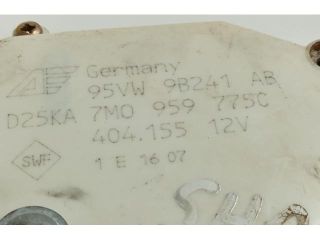 Germany
95VW 9B241 AB
D25KA 7M0 959 775C
404.155 12V
SWF 1 E 16 07